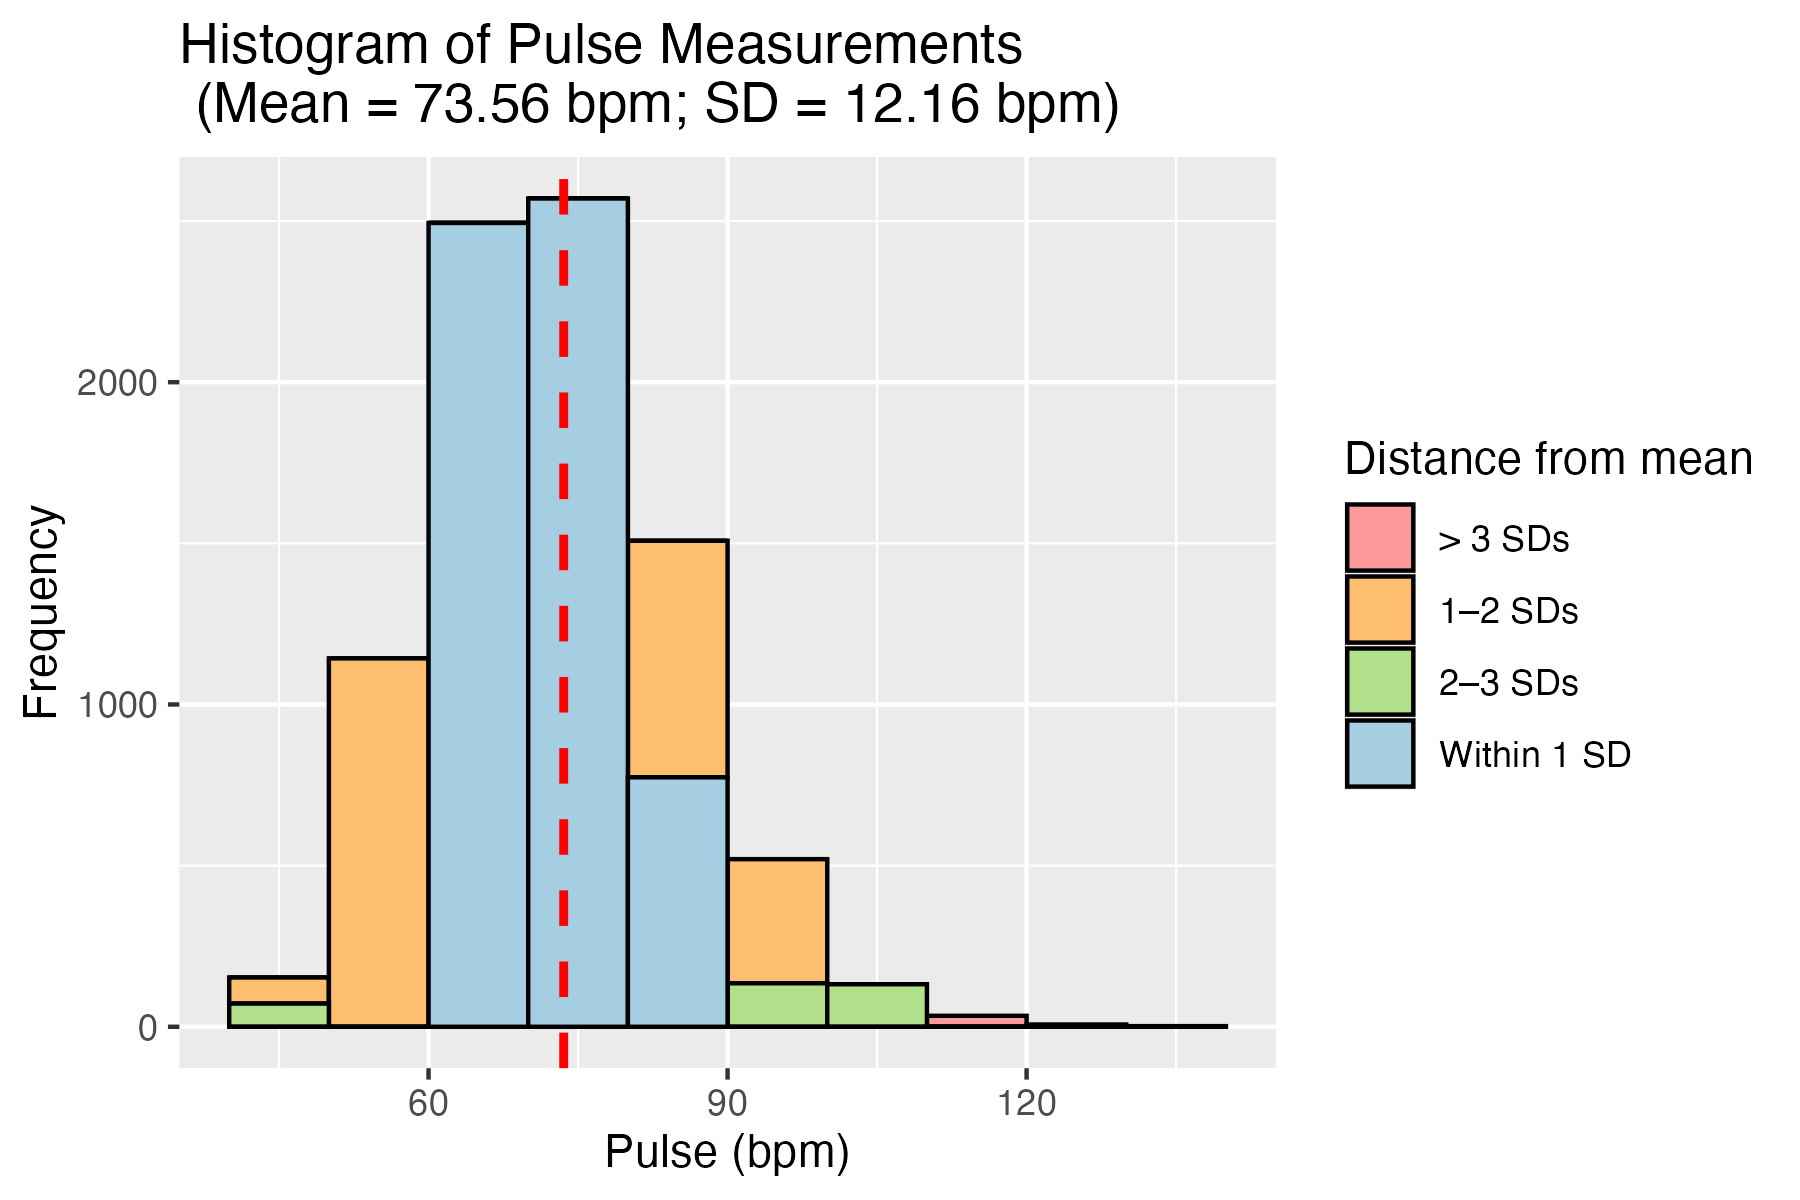 Histogram of Pulse Measurements
(Mean = 73.56 bpm; SD = 12.16 bpm)
Frequency
2000
1000
0
60
90
120
Pulse (bpm)
Distance from mean
> 3 SDs
1–2 SDs
2–3 SDs
Within 1 SD